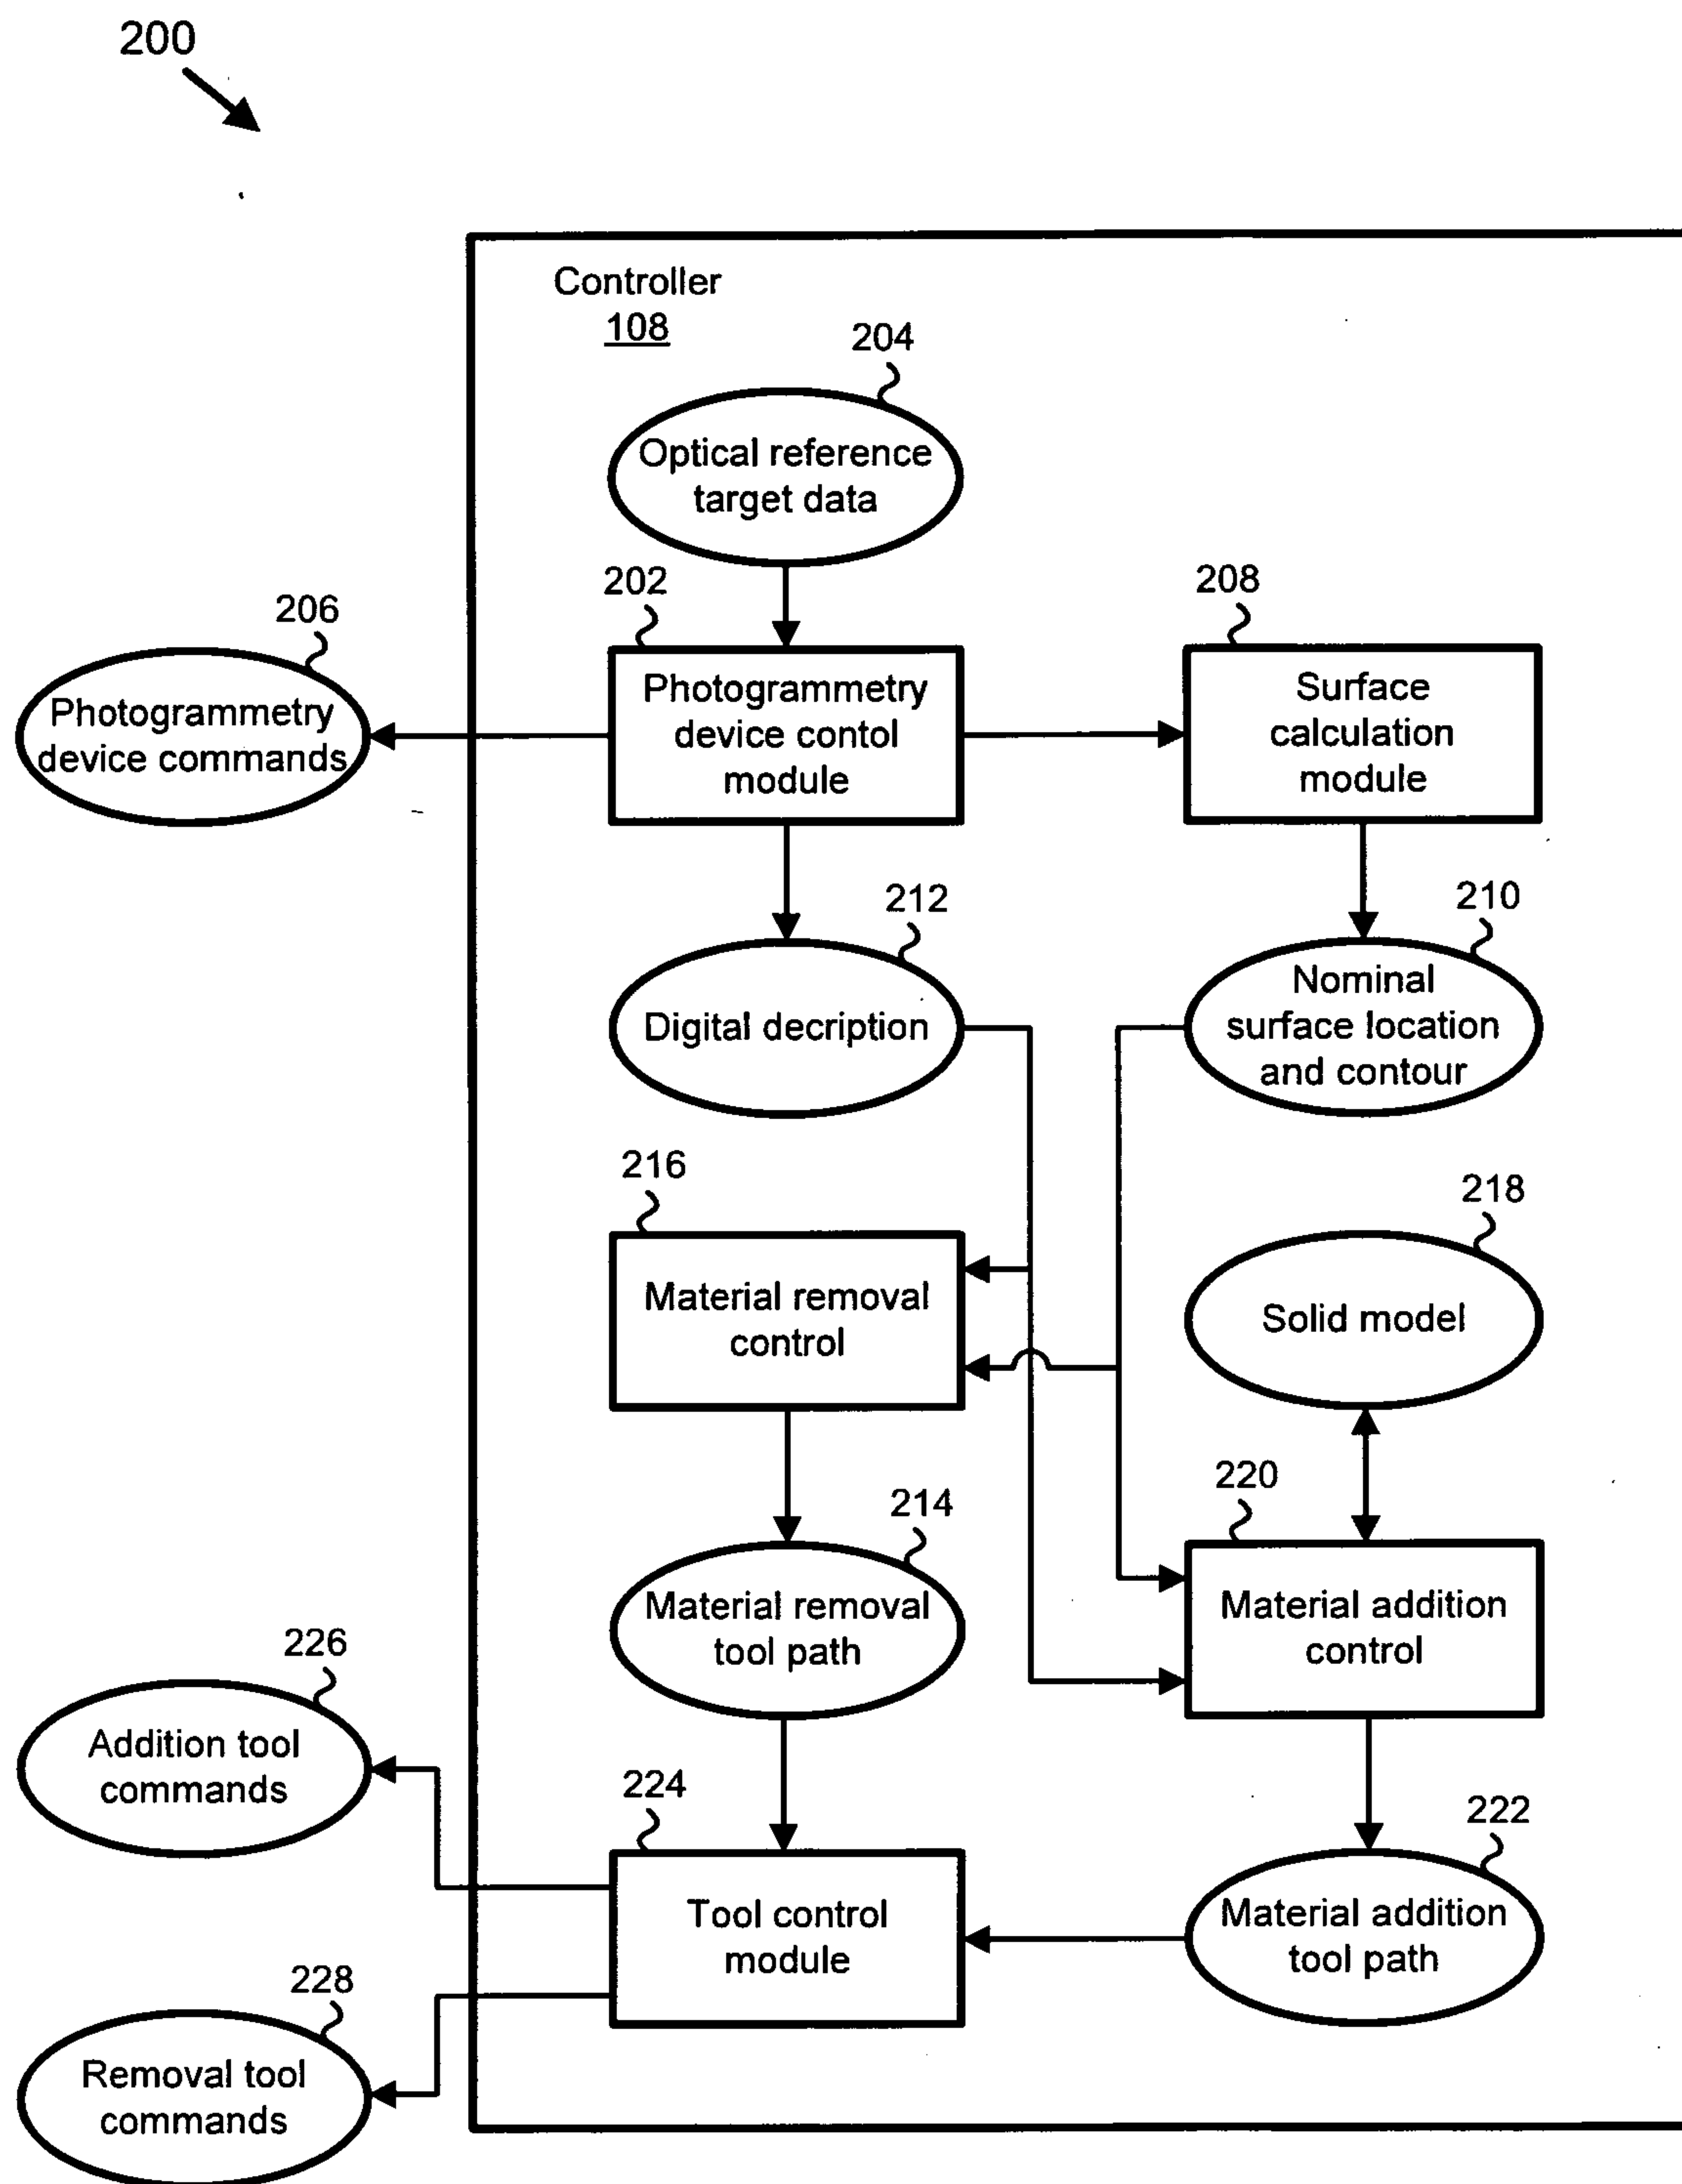 200
Controller
108
204
Optical reference
target data
202
208
206
Photogrammetry
device commands
Photogrammetry
device contol
module
Surface
calculation
module
212
210
Digital decription
Nominal
surface location
and contour
216
218
Material removal
control
Solid model
220
214
Material removal
tool path
Material addition
control
226
Addition tool
commands
224
222
Tool control
module
Material addition
tool path
228
Removal tool
commands